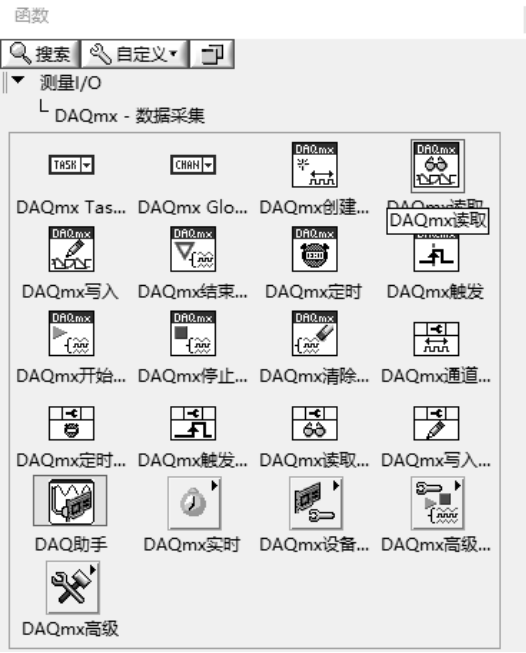 函数
搜索 自定义
测量I/O
DAQmx - 数据采集
TASK CHAN DAQmx DAQmx
DAQmx Tas... DAQmx Glo... DAQmx创建... DAQmx读取
DAQmx读取
DAQmx DAQmx DAQmx DAQmx
DAQmx写入 DAQmx结束... DAQmx定时 DAQmx触发
DAQmx DAQmx DAQmx
DAQmx开始... DAQmx停止... DAQmx清除... DAQmx通道...
DAQmx定时... DAQmx触发... DAQmx读取... DAQmx写入...
DAQ助手 DAQmx实时 DAQmx设备... DAQmx高级...
DAQmx高级